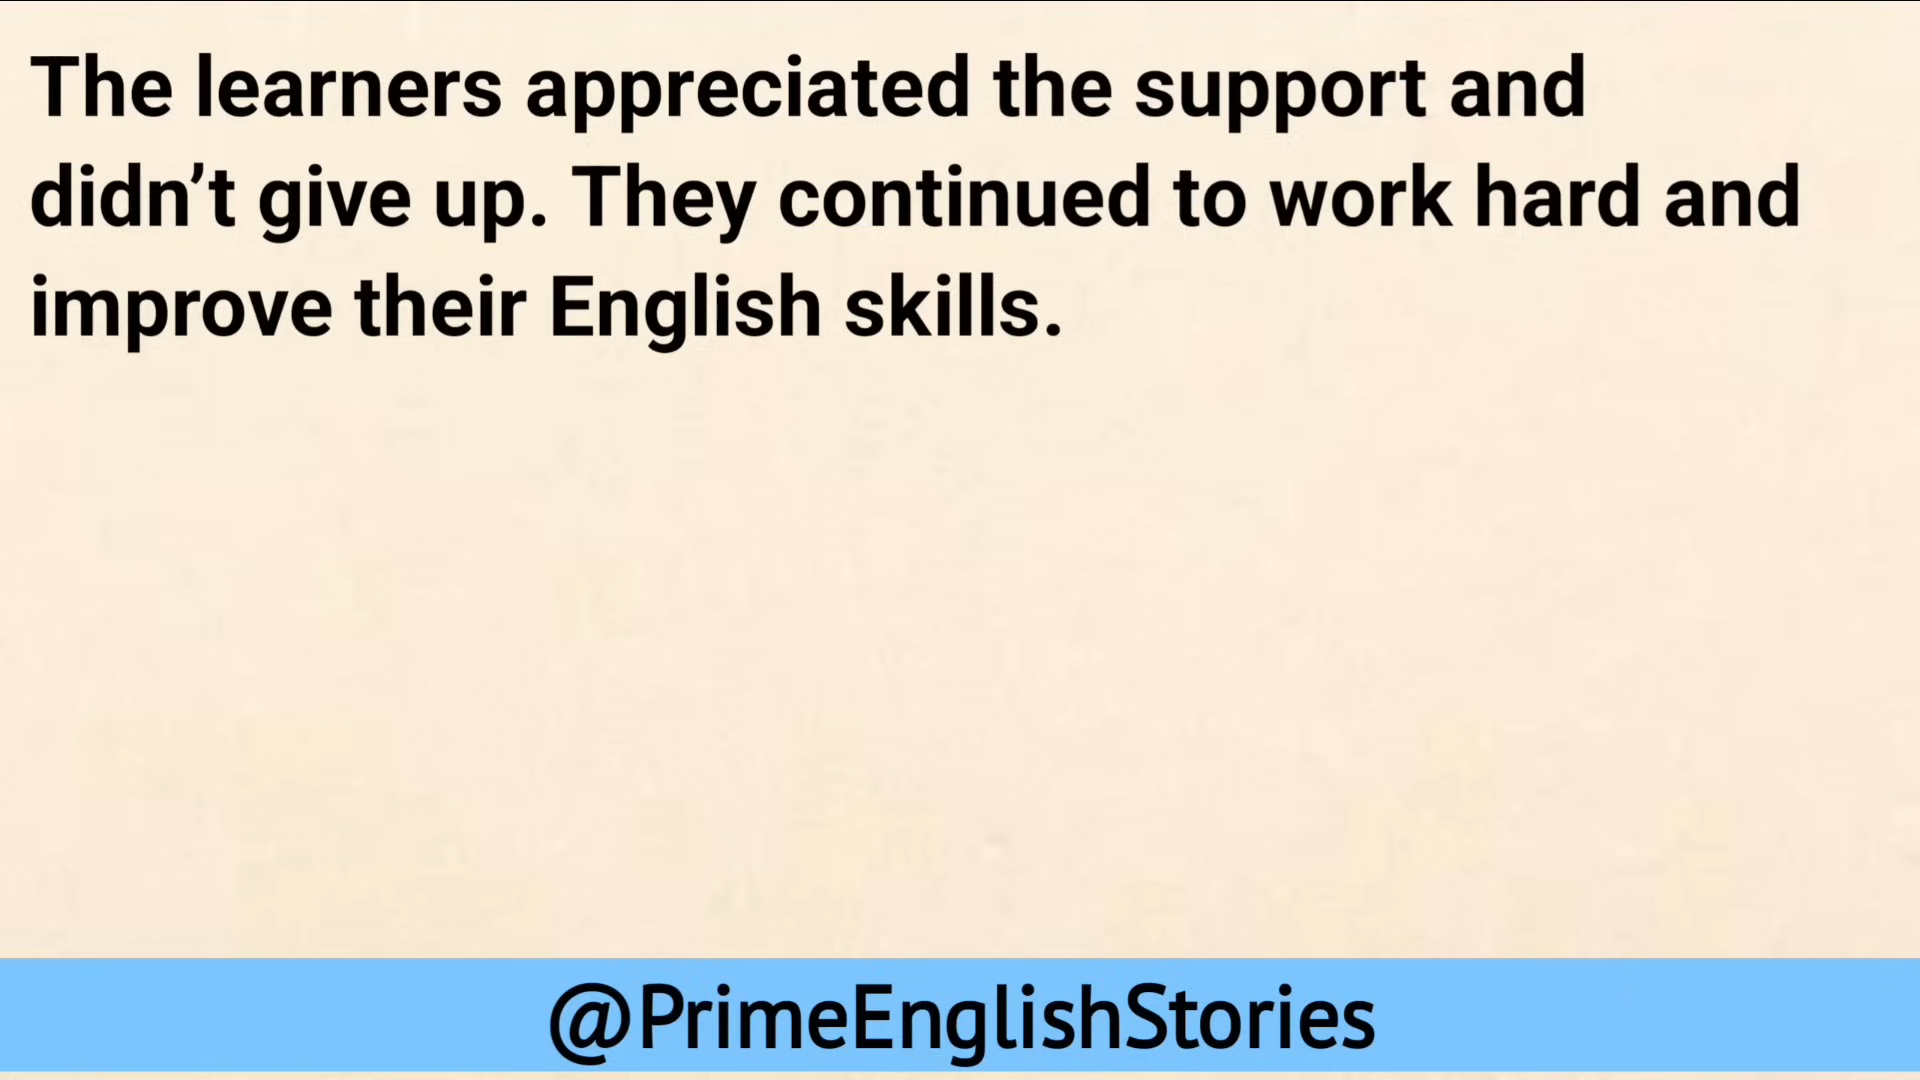 The learners appreciated the support and
didn’t give up. They continued to work hard and
improve their English skills.
@PrimeEnglishStories